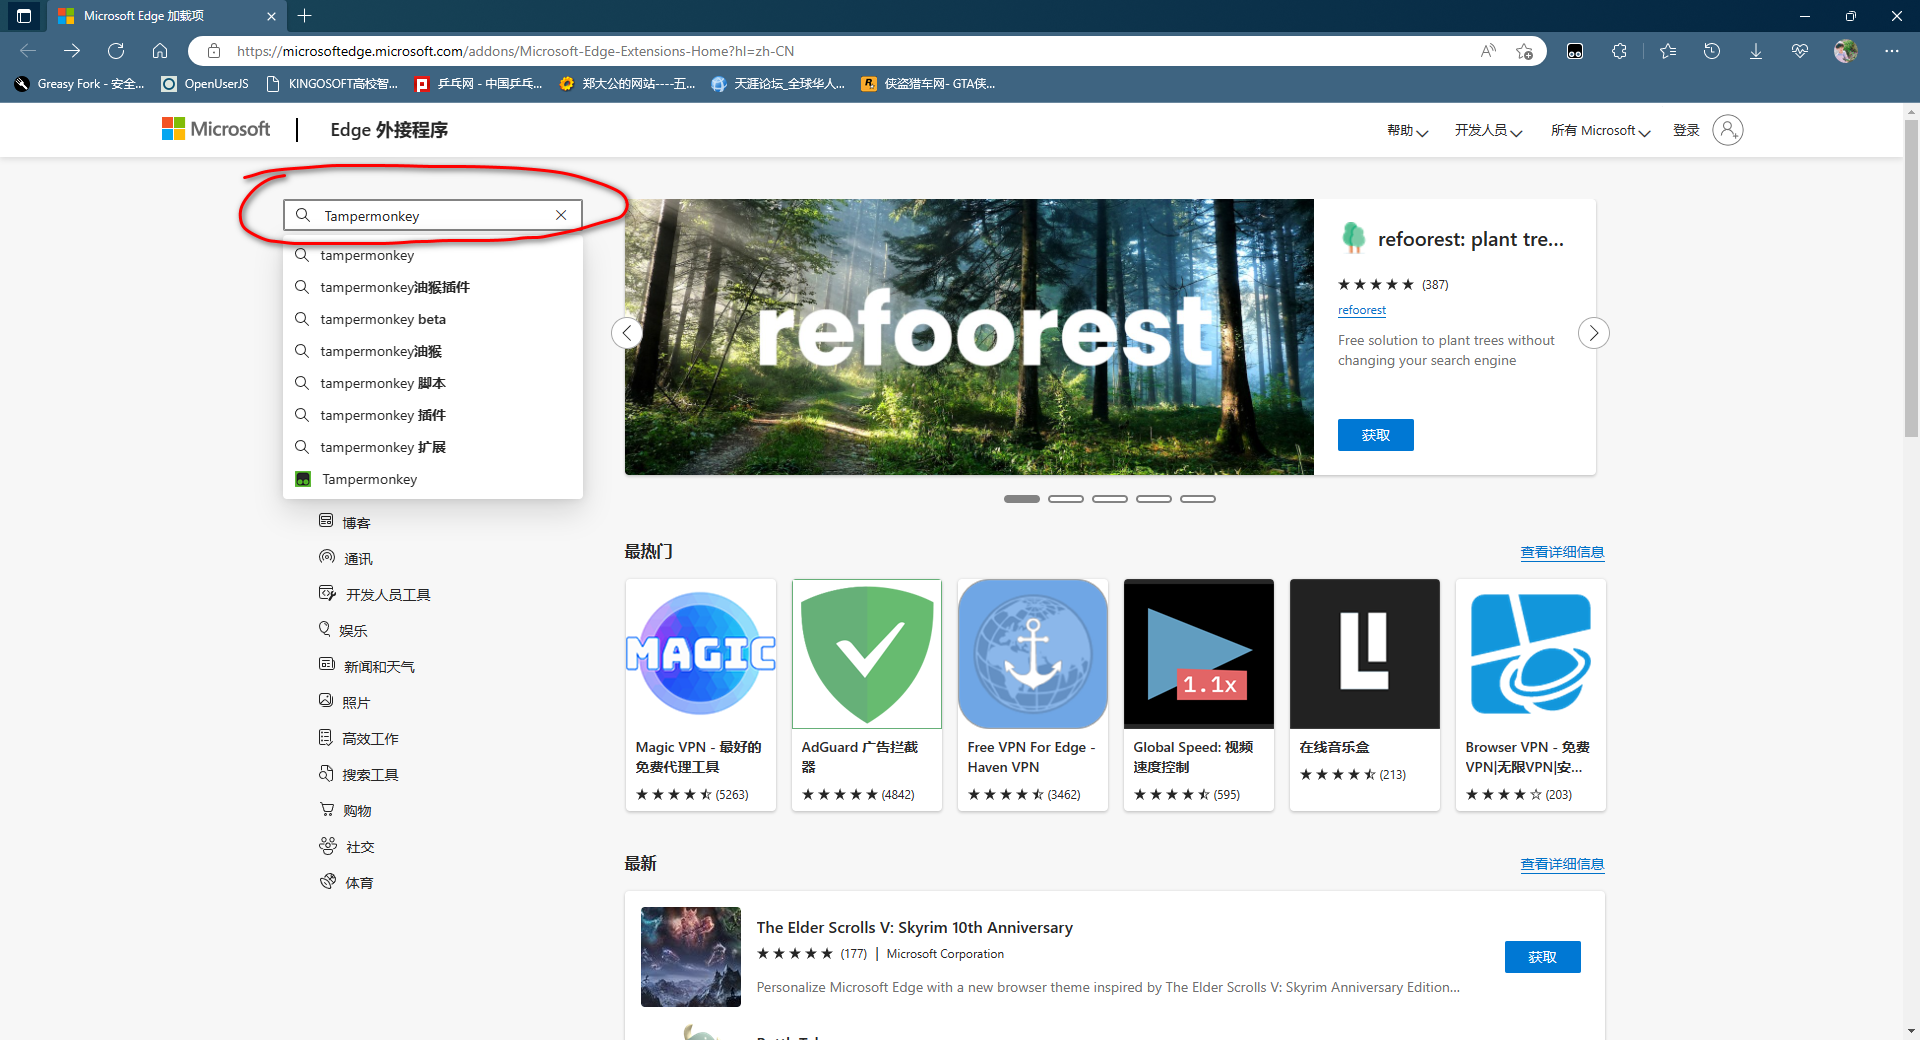 Microsoft Edge 加载项
https://microsoftedge.microsoft.com/addons/Microsoft-Edge-Extensions-Home?hl=zh-CN
Greasy Fork - 安全...
OpenUserJS
KINGOSOFT高校智...
乒乓网 - 中国乒乓...
郑大公的网站----五...
天涯论坛_全球华人...
侠盗猎车网- GTA侠...
Microsoft
Edge 外接程序
帮助
开发人员
所有 Microsoft
登录
Tampermonkey
tampermonkey
tampermonkey油猴插件
tampermonkey beta
tampermonkey油猴
tampermonkey 脚本
tampermonkey 插件
tampermonkey 扩展
Tampermonkey
博客
通讯
开发人员工具
娱乐
新闻和天气
照片
高效工作
搜索工具
购物
社交
体育
refoorest
refoorest: plant tre...
(387)
refoorest
Free solution to plant trees without
changing your search engine
获取
最热门
查看详细信息
MAGIC
Magic VPN - 最好的
免费代理工具
(5263)
AdGuard 广告拦截
器
(4842)
Free VPN For Edge -
Haven VPN
(3462)
1.1x
Global Speed: 视频
速度控制
(595)
在线音乐盒
(213)
Browser VPN - 免费
VPN|无限VPN|安...
(203)
最新
查看详细信息
The Elder Scrolls V: Skyrim 10th Anniversary
(177) | Microsoft Corporation
Personalize Microsoft Edge with a new browser theme inspired by The Elder Scrolls V: Skyrim Anniversary Edition...
获取